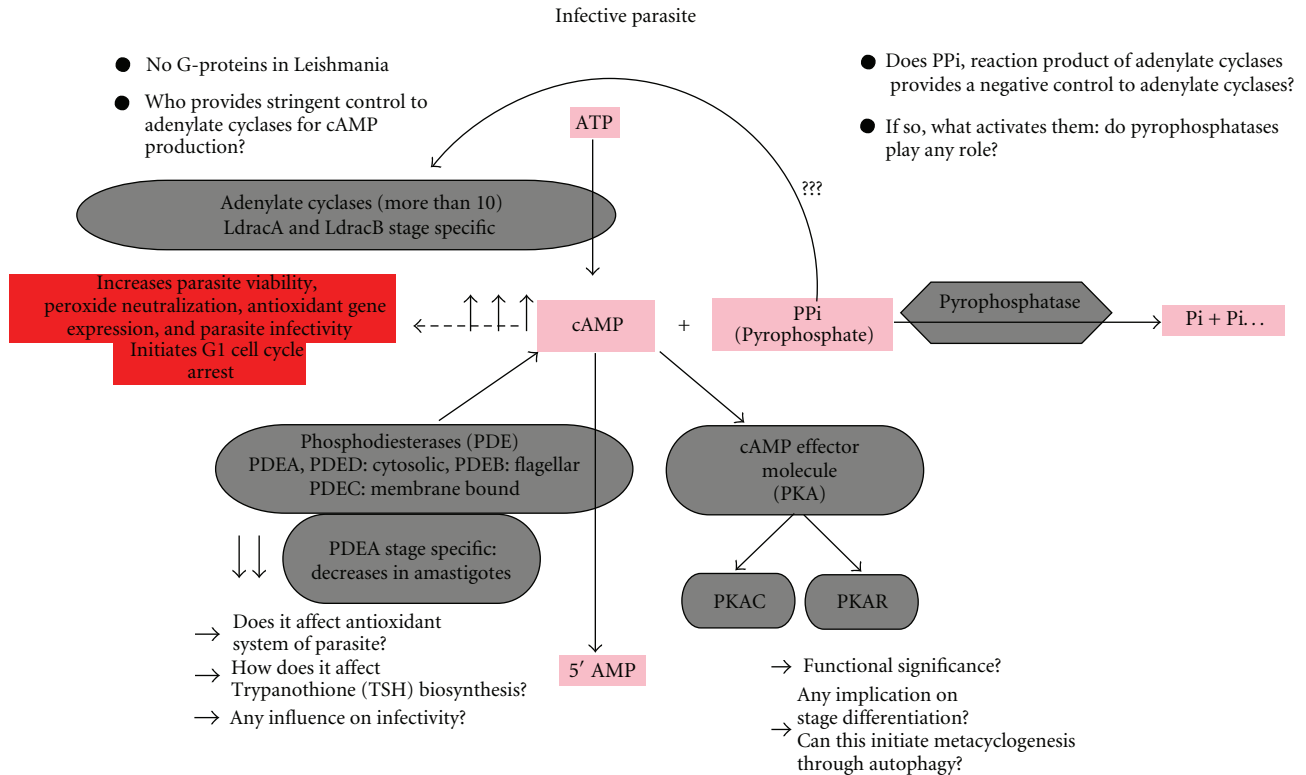 Infective parasite
● No G-proteins in Leishmania
● Who provides stringent control to
adenylate cyclases for cAMP
production?
● Does PPi, reaction product of adenylate cyclases
provides a negative control to adenylate cyclases?
● If so, what activates them: do pyrophosphatases
play any role?
ATP
???
Adenylate cyclases (more than 10)
LdracA and LdracB stage specific
Increases parasite viability,
peroxide neutralization, antioxidant gene
expression, and parasite infectivity
Initiates G1 cell cycle
arrest
cAMP
+
PPi
(Pyrophosphate)
Pyrophosphatase
Pi + Pi…
Phosphodiesterases (PDE)
PDEA, PDED: cytosolic, PDEB: flagellar
PDEC: membrane bound
cAMP effector
molecule
(PKA)
PDEA stage specific:
decreases in amastigotes
PKAC
PKAR
Does it affect antioxidant
system of parasite?
How does it affect
Trypanothione (TSH) biosynthesis?
Any influence on infectivity?
5′ AMP
Functional significance?
Any implication on
stage differentiation?
Can this initiate metacyclogenesis
through autophagy?